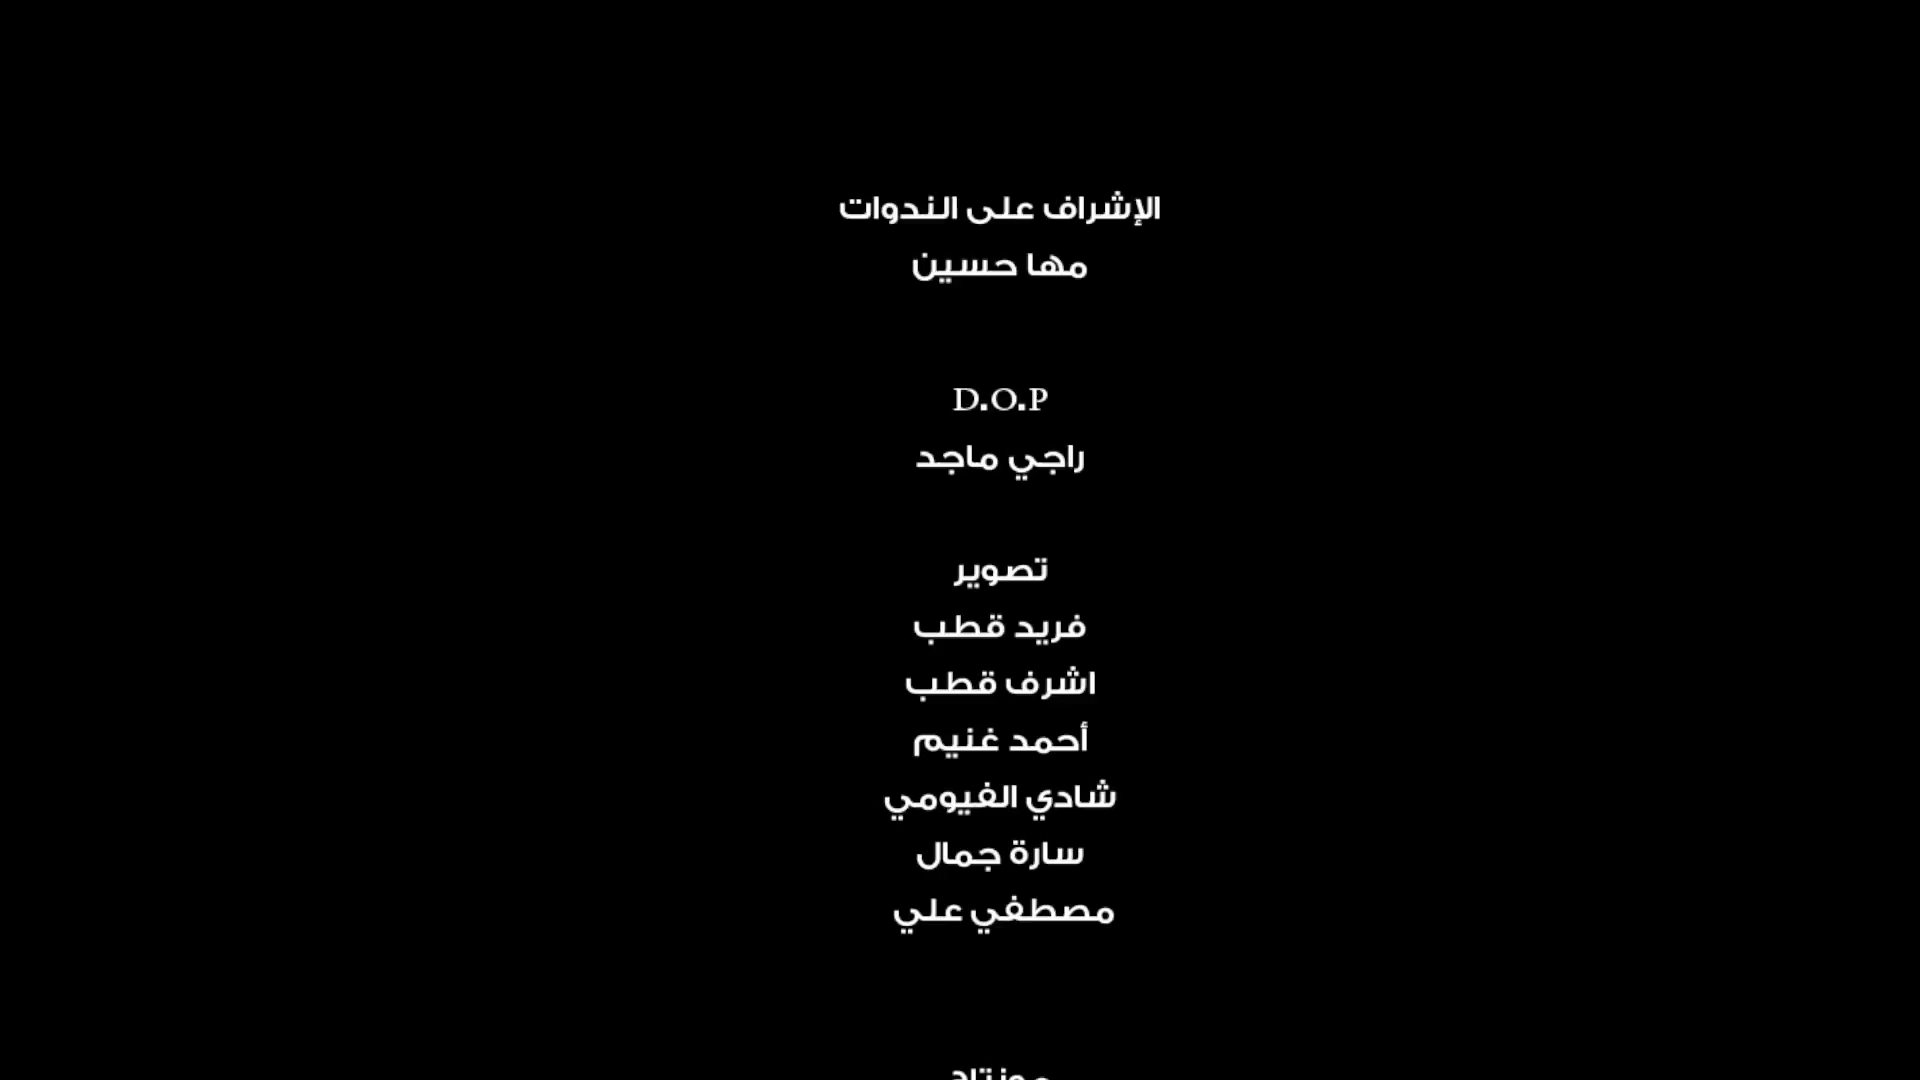 الإشراف على الندوات
مها حسين
D.O.P
راجي ماجد
تصوير
فريد قطب
اشرف قطب
أحمد غنيم
شادي الفيومي
سارة جمال
مصطفي علي